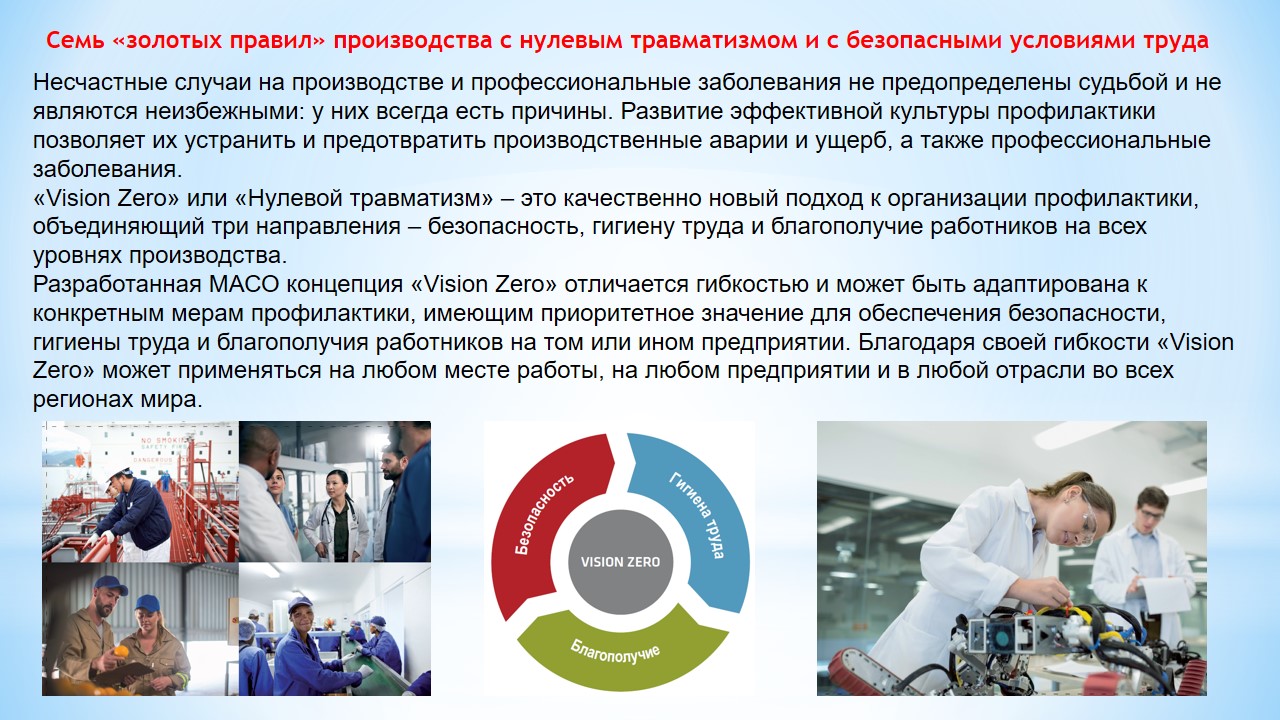 Семь «золотых правил» производства с нулевым травматизмом и с безопасными условиями труда
Несчастные случаи на производстве и профессиональные заболевания не предопределены судьбой и не
являются неизбежными: у них всегда есть причины. Развитие эффективной культуры профилактики
позволяет их устранить и предотвратить производственные аварии и ущерб, а также профессиональные
заболевания.
«Vision Zero» или «Нулевой травматизм» – это качественно новый подход к организации профилактики,
объединяющий три направления – безопасность, гигиену труда и благополучие работников на всех
уровнях производства.
Разработанная МАСО концепция «Vision Zero» отличается гибкостью и может быть адаптирована к
конкретным мерам профилактики, имеющим приоритетное значение для обеспечения безопасности,
гигиены труда и благополучия работников на том или ином предприятии. Благодаря своей гибкости «Vision
Zero» может применяться на любом месте работы, на любом предприятии и в любой отрасли во всех
регионах мира.
NO SMOKING
SAFETY FIRST
DANGEROUS
Безопасность
Гигиена труда
VISION ZERO
Благополучие